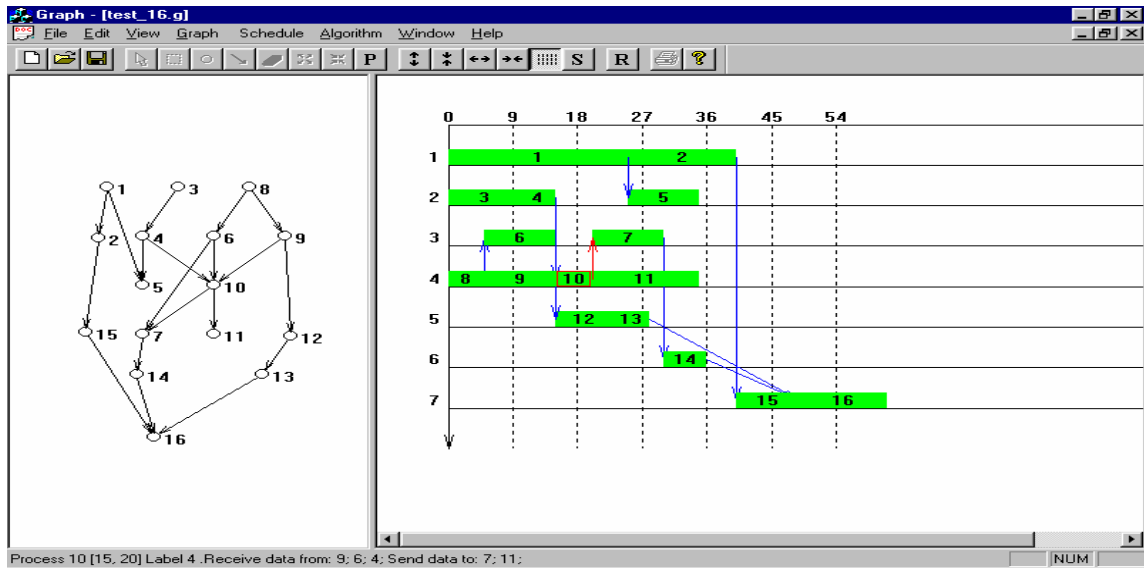 Graph - [test_16.g]
DOC File Edit View Graph Schedule Algorithm Window Help
P S R ?
0 9 18 27 36 45 54
1 1 2
2 3 4 5
3 6 7
4 8 9 10 11
5 12 13
6 14
7 15 16
1 3 8
2 4 6 9
5 10
15 7 11 12
14 13
16
Process 10 [15, 20] Label 4 .Receive data from: 9; 6; 4; Send data to: 7; 11; NUM